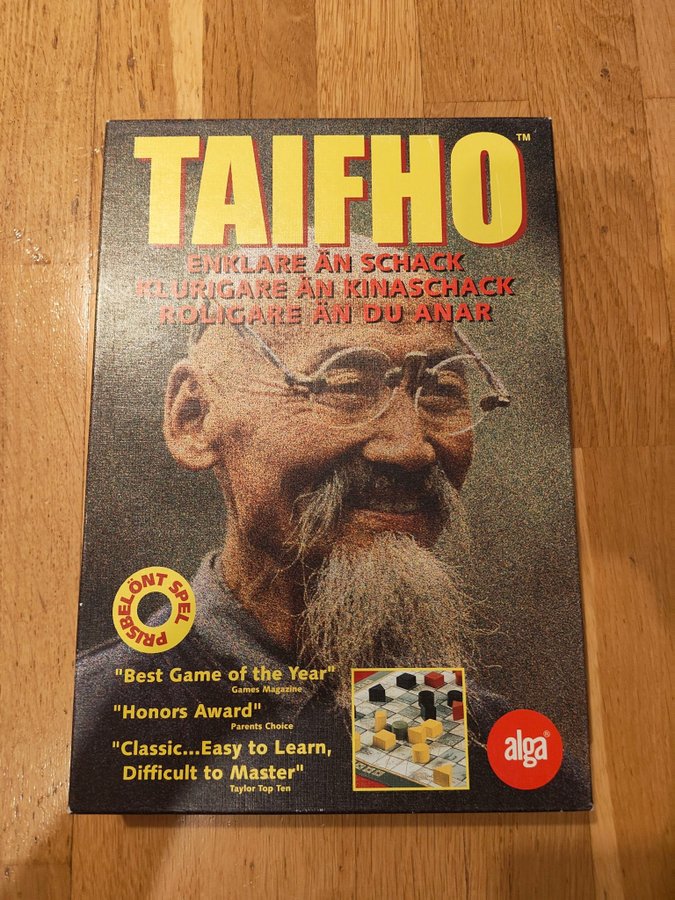 TAIFHO™
ENKLARE ÄN SCHACK
KLURIGARE ÄN KINASCHACK
ROLIGARE ÄN DU ANAR
PRISBELÖNT SPEL
"Best Game of the Year"
Games Magazine
"Honors Award"
Parents Choice
"Classic...Easy to Learn,
Difficult to Master"
Taylor Top Ten
alga®